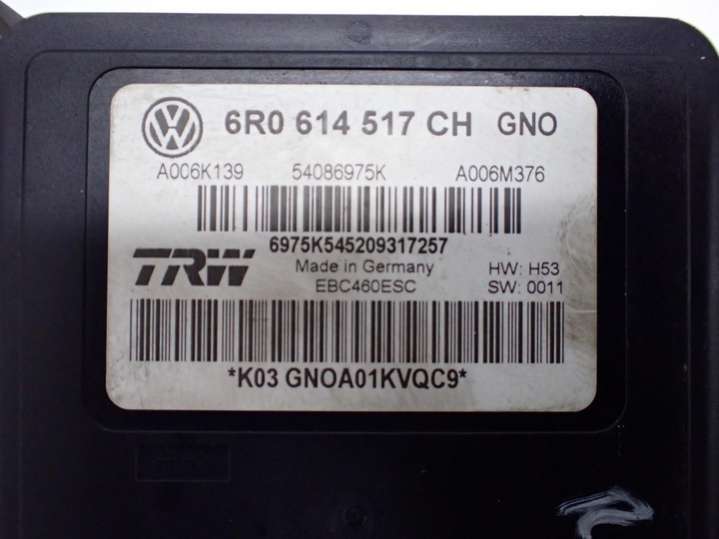 6R0 614 517 CH GNO
A006K139 54086975K A006M376
6975K545209317257
TRW Made in Germany HW: H53
EBC460ESC SW: 0011
*K03 GNOA01KVQC9*